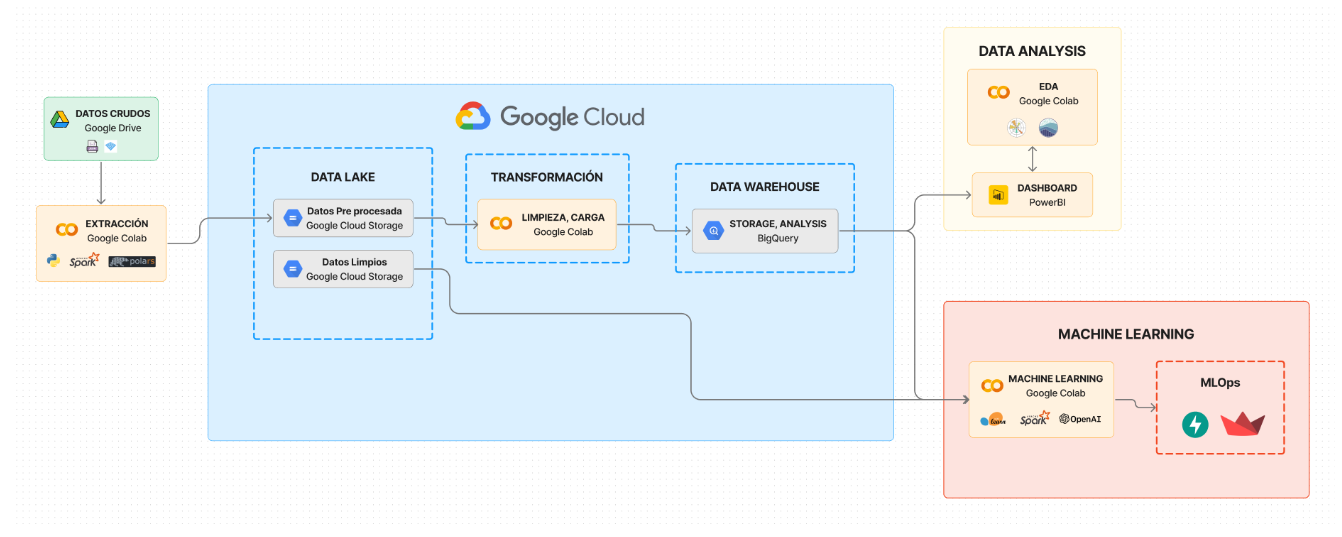 DATOS CRUDOS
Google Drive
EXTRACCIÓN
Google Colab
Spark
polars
Google Cloud
DATA LAKE
Datos Pre procesada
Google Cloud Storage
Datos Limpios
Google Cloud Storage
TRANSFORMACIÓN
LIMPIEZA, CARGA
Google Colab
DATA WAREHOUSE
STORAGE, ANALYSIS
BigQuery
DATA ANALYSIS
EDA
Google Colab
DASHBOARD
PowerBI
MACHINE LEARNING
MACHINE LEARNING
Google Colab
Spark
OpenAI
MLOps